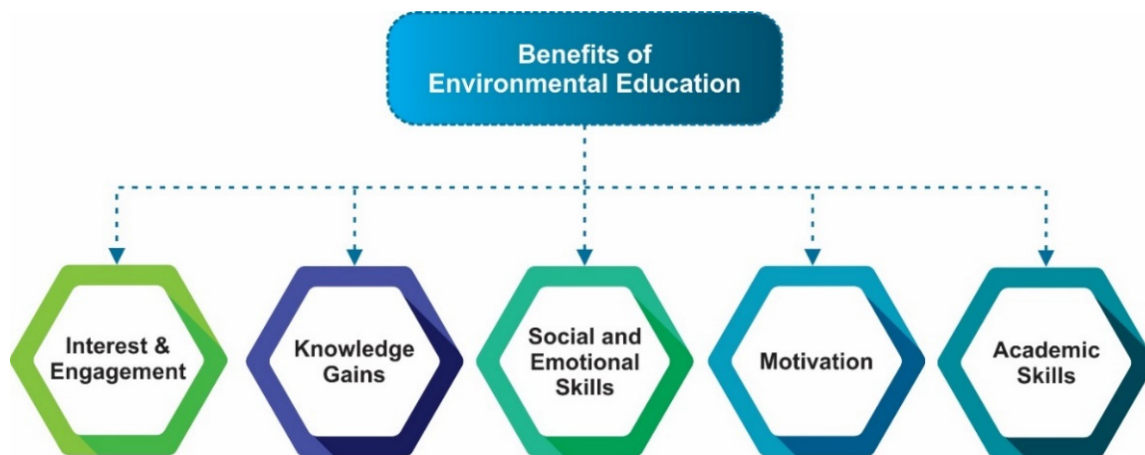 Benefits of
Environmental Education
Interest &
Engagement
Knowledge
Gains
Social and
Emotional
Skills
Motivation
Academic
Skills